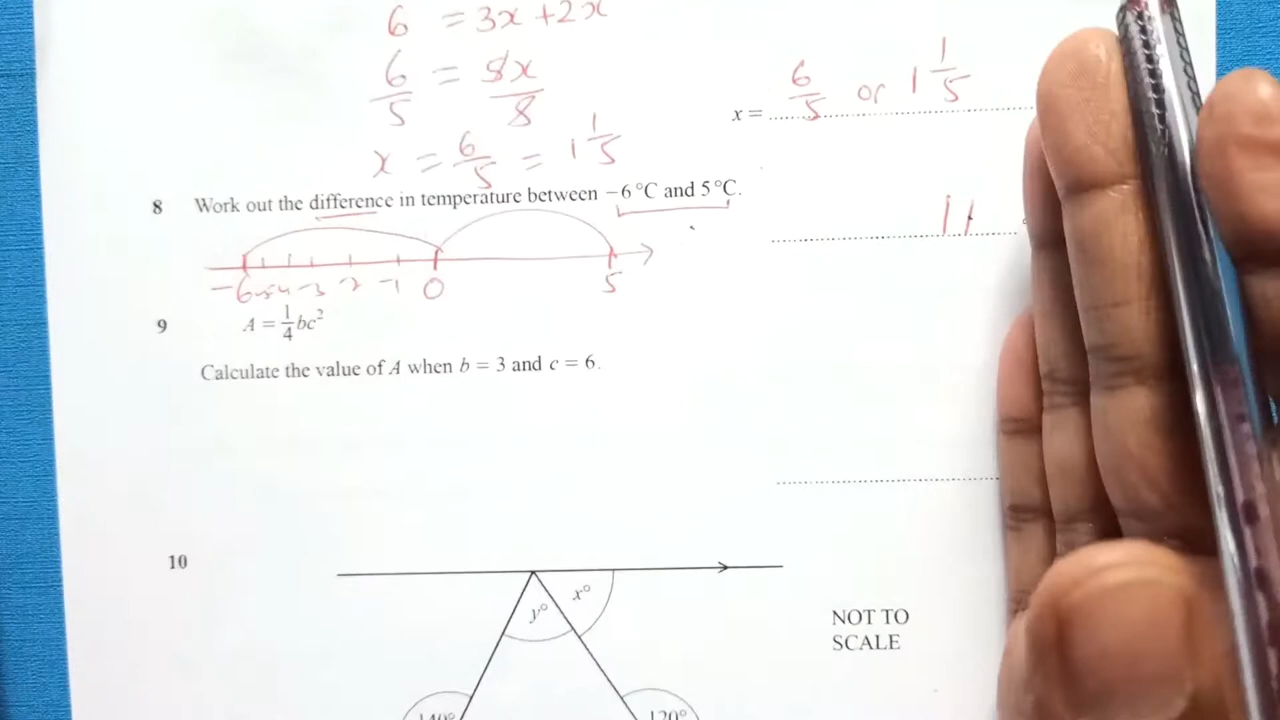 6 = 3x + 2x
6/5 = 5x/8
x = 6/5 = 1 1/5
x = 6/5 or 1 1/5
8 Work out the difference in temperature between −6 °C and 5 °C.
11
−6 -5 -4 -3 -2 -1 0 5
9 A = 1/4 bc²
Calculate the value of A when b = 3 and c = 6.
10
y° x°
NOT TO
SCALE
140° 120°